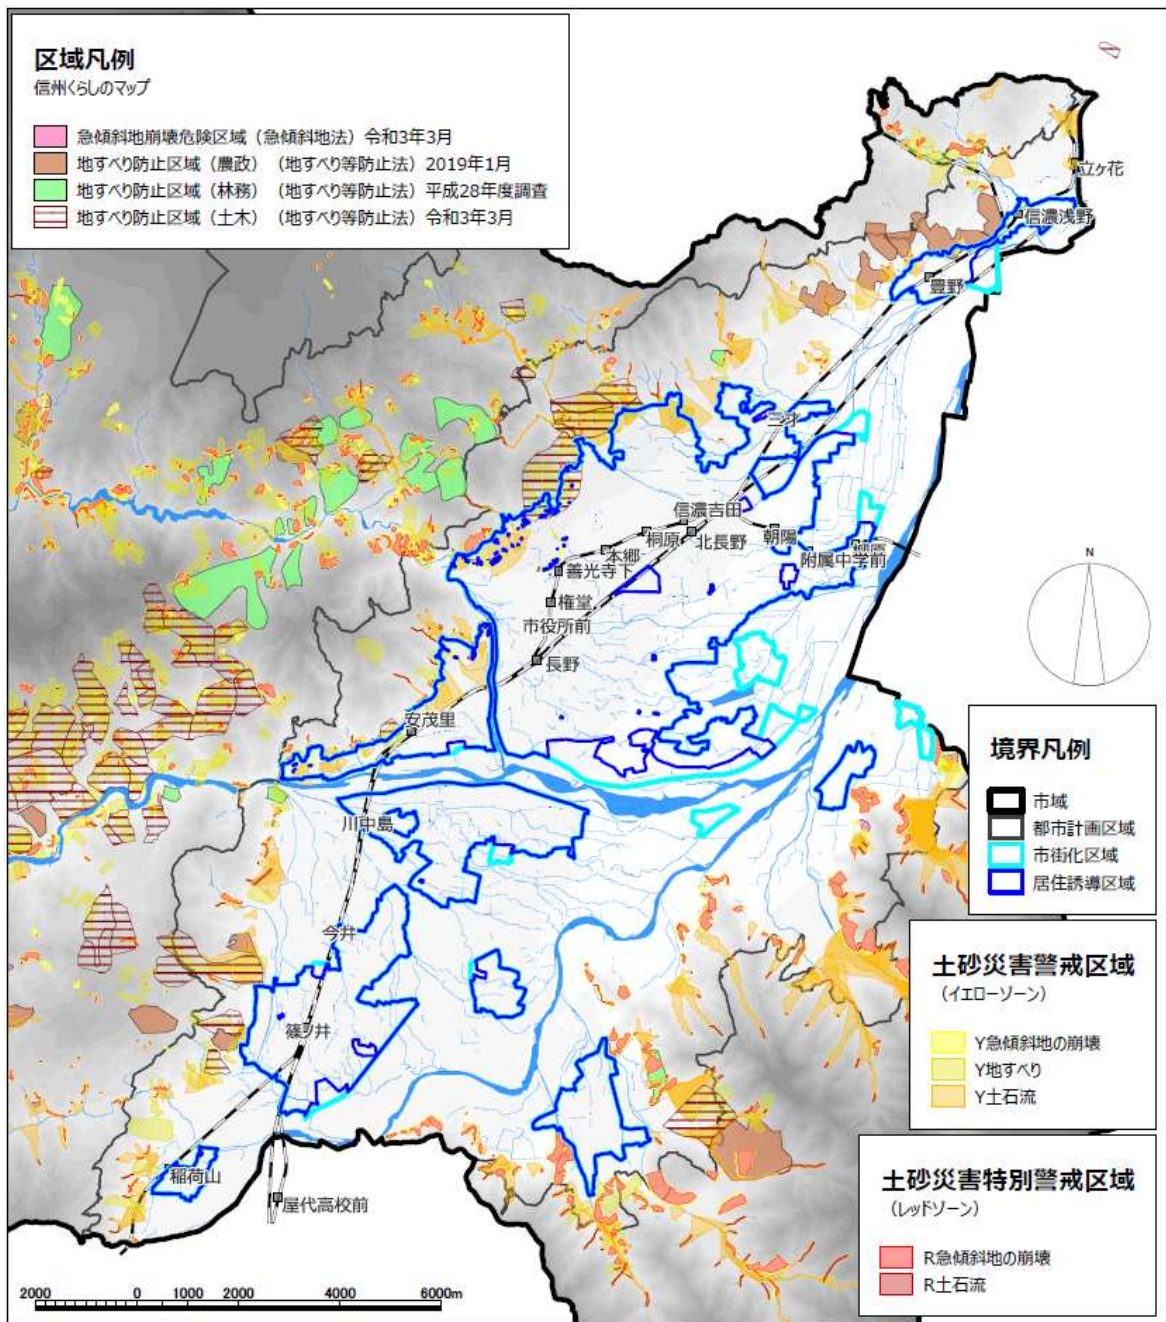 区域凡例
信州くらしのマップ
急傾斜地崩壊危険区域（急傾斜地法）令和3年3月
地すべり防止区域（農政）（地すべり等防止法）2019年1月
地すべり防止区域（林務）（地すべり等防止法）平成28年度調査
地すべり防止区域（土木）（地すべり等防止法）令和3年3月
立ヶ花
信濃浅野
豊野
三才
信濃吉田
桐原
北長野
朝陽
附属中学前
本郷
善光寺下
権堂
市役所前
長野
安茂里
川中島
今井
篠ノ井
稲荷山
屋代高校前
N
境界凡例
市域
都市計画区域
市街化区域
居住誘導区域
土砂災害警戒区域
（イエローゾーン）
Y急傾斜地の崩壊
Y地すべり
Y土石流
土砂災害特別警戒区域
（レッドゾーン）
R急傾斜地の崩壊
R土石流
2000 0 2000 4000 6000m